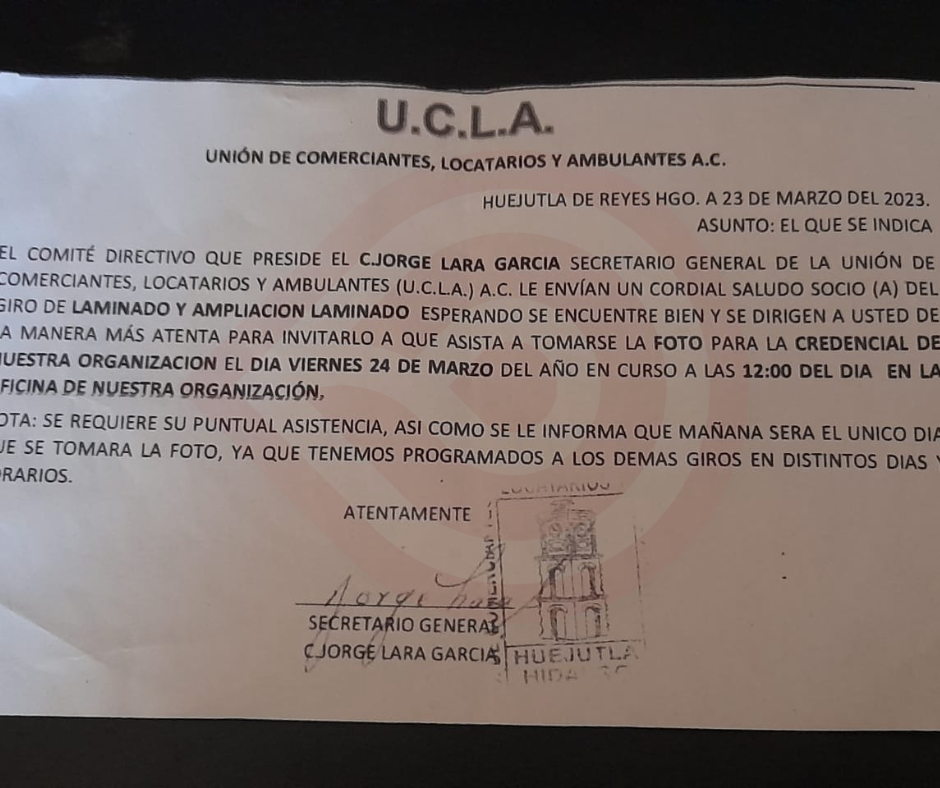 U.C.L.A.
UNIÓN DE COMERCIANTES, LOCATARIOS Y AMBULANTES A.C.
HUEJUTLA DE REYES HGO. A 23 DE MARZO DEL 2023.
ASUNTO: EL QUE SE INDICA
EL COMITÉ DIRECTIVO QUE PRESIDE EL C.JORGE LARA GARCIA SECRETARIO GENERAL DE LA UNIÓN DE
COMERCIANTES, LOCATARIOS Y AMBULANTES (U.C.L.A.) A.C. LE ENVÍAN UN CORDIAL SALUDO SOCIO (A) DEL
GIRO DE LAMINADO Y AMPLIACION LAMINADO ESPERANDO SE ENCUENTRE BIEN Y SE DIRIGEN A USTED DE
LA MANERA MÁS ATENTA PARA INVITARLO A QUE ASISTA A TOMARSE LA FOTO PARA LA CREDENCIAL DE
NUESTRA ORGANIZACION EL DIA VIERNES 24 DE MARZO DEL AÑO EN CURSO A LAS 12:00 DEL DIA EN LA
OFICINA DE NUESTRA ORGANIZACIÓN,
OTA: SE REQUIERE SU PUNTUAL ASISTENCIA, ASI COMO SE LE INFORMA QUE MAÑANA SERA EL UNICO DIA
UE SE TOMARA LA FOTO, YA QUE TENEMOS PROGRAMADOS A LOS DEMAS GIROS EN DISTINTOS DIAS Y
ORARIOS.
LOCATARIOS
ATENTAMENTE
Jorge Lara
SECRETARIO GENERAL
C.JORGE LARA GARCIA
HUEJUTLA